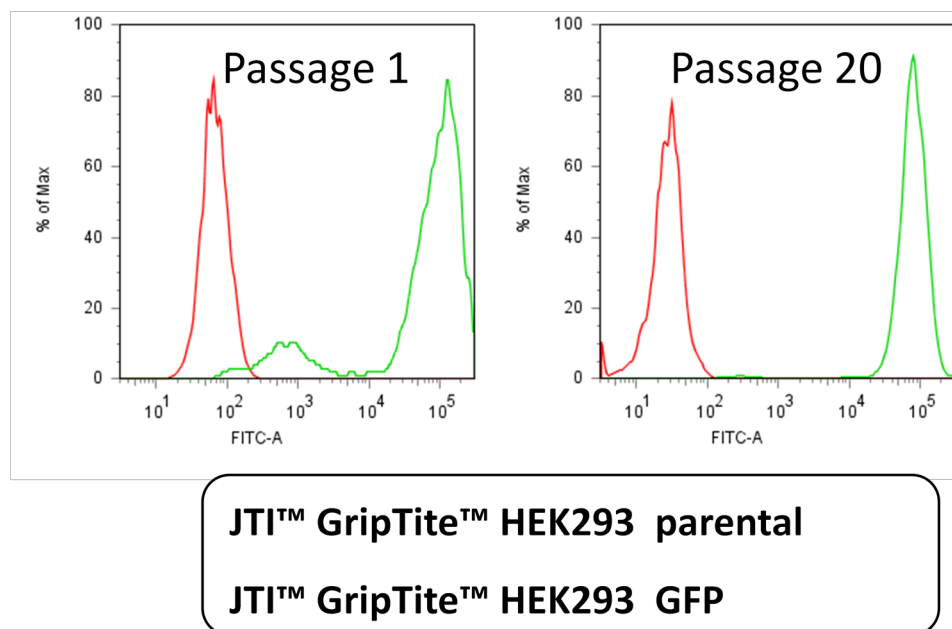 Passage 1
100
80
60
40
20
0
% of Max
10¹ 10² 10³ 10⁴ 10⁵
FITC-A
Passage 20
100
80
60
40
20
0
% of Max
10¹ 10² 10³ 10⁴ 10⁵
FITC-A
JTI™ GripTite™ HEK293 parental
JTI™ GripTite™ HEK293 GFP